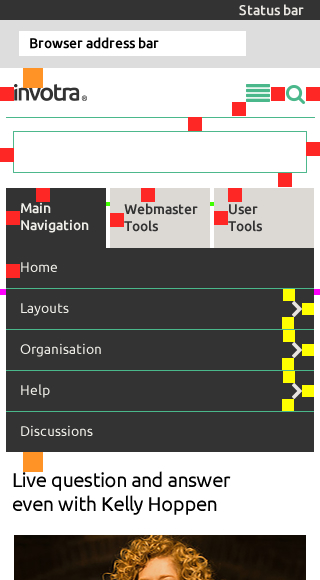 Status bar
Browser address bar
invotra®
Main
Navigation
Webmaster
Tools
User
Tools
Home
Layouts
Organisation
Help
Discussions
Live question and answer
even with Kelly Hoppen